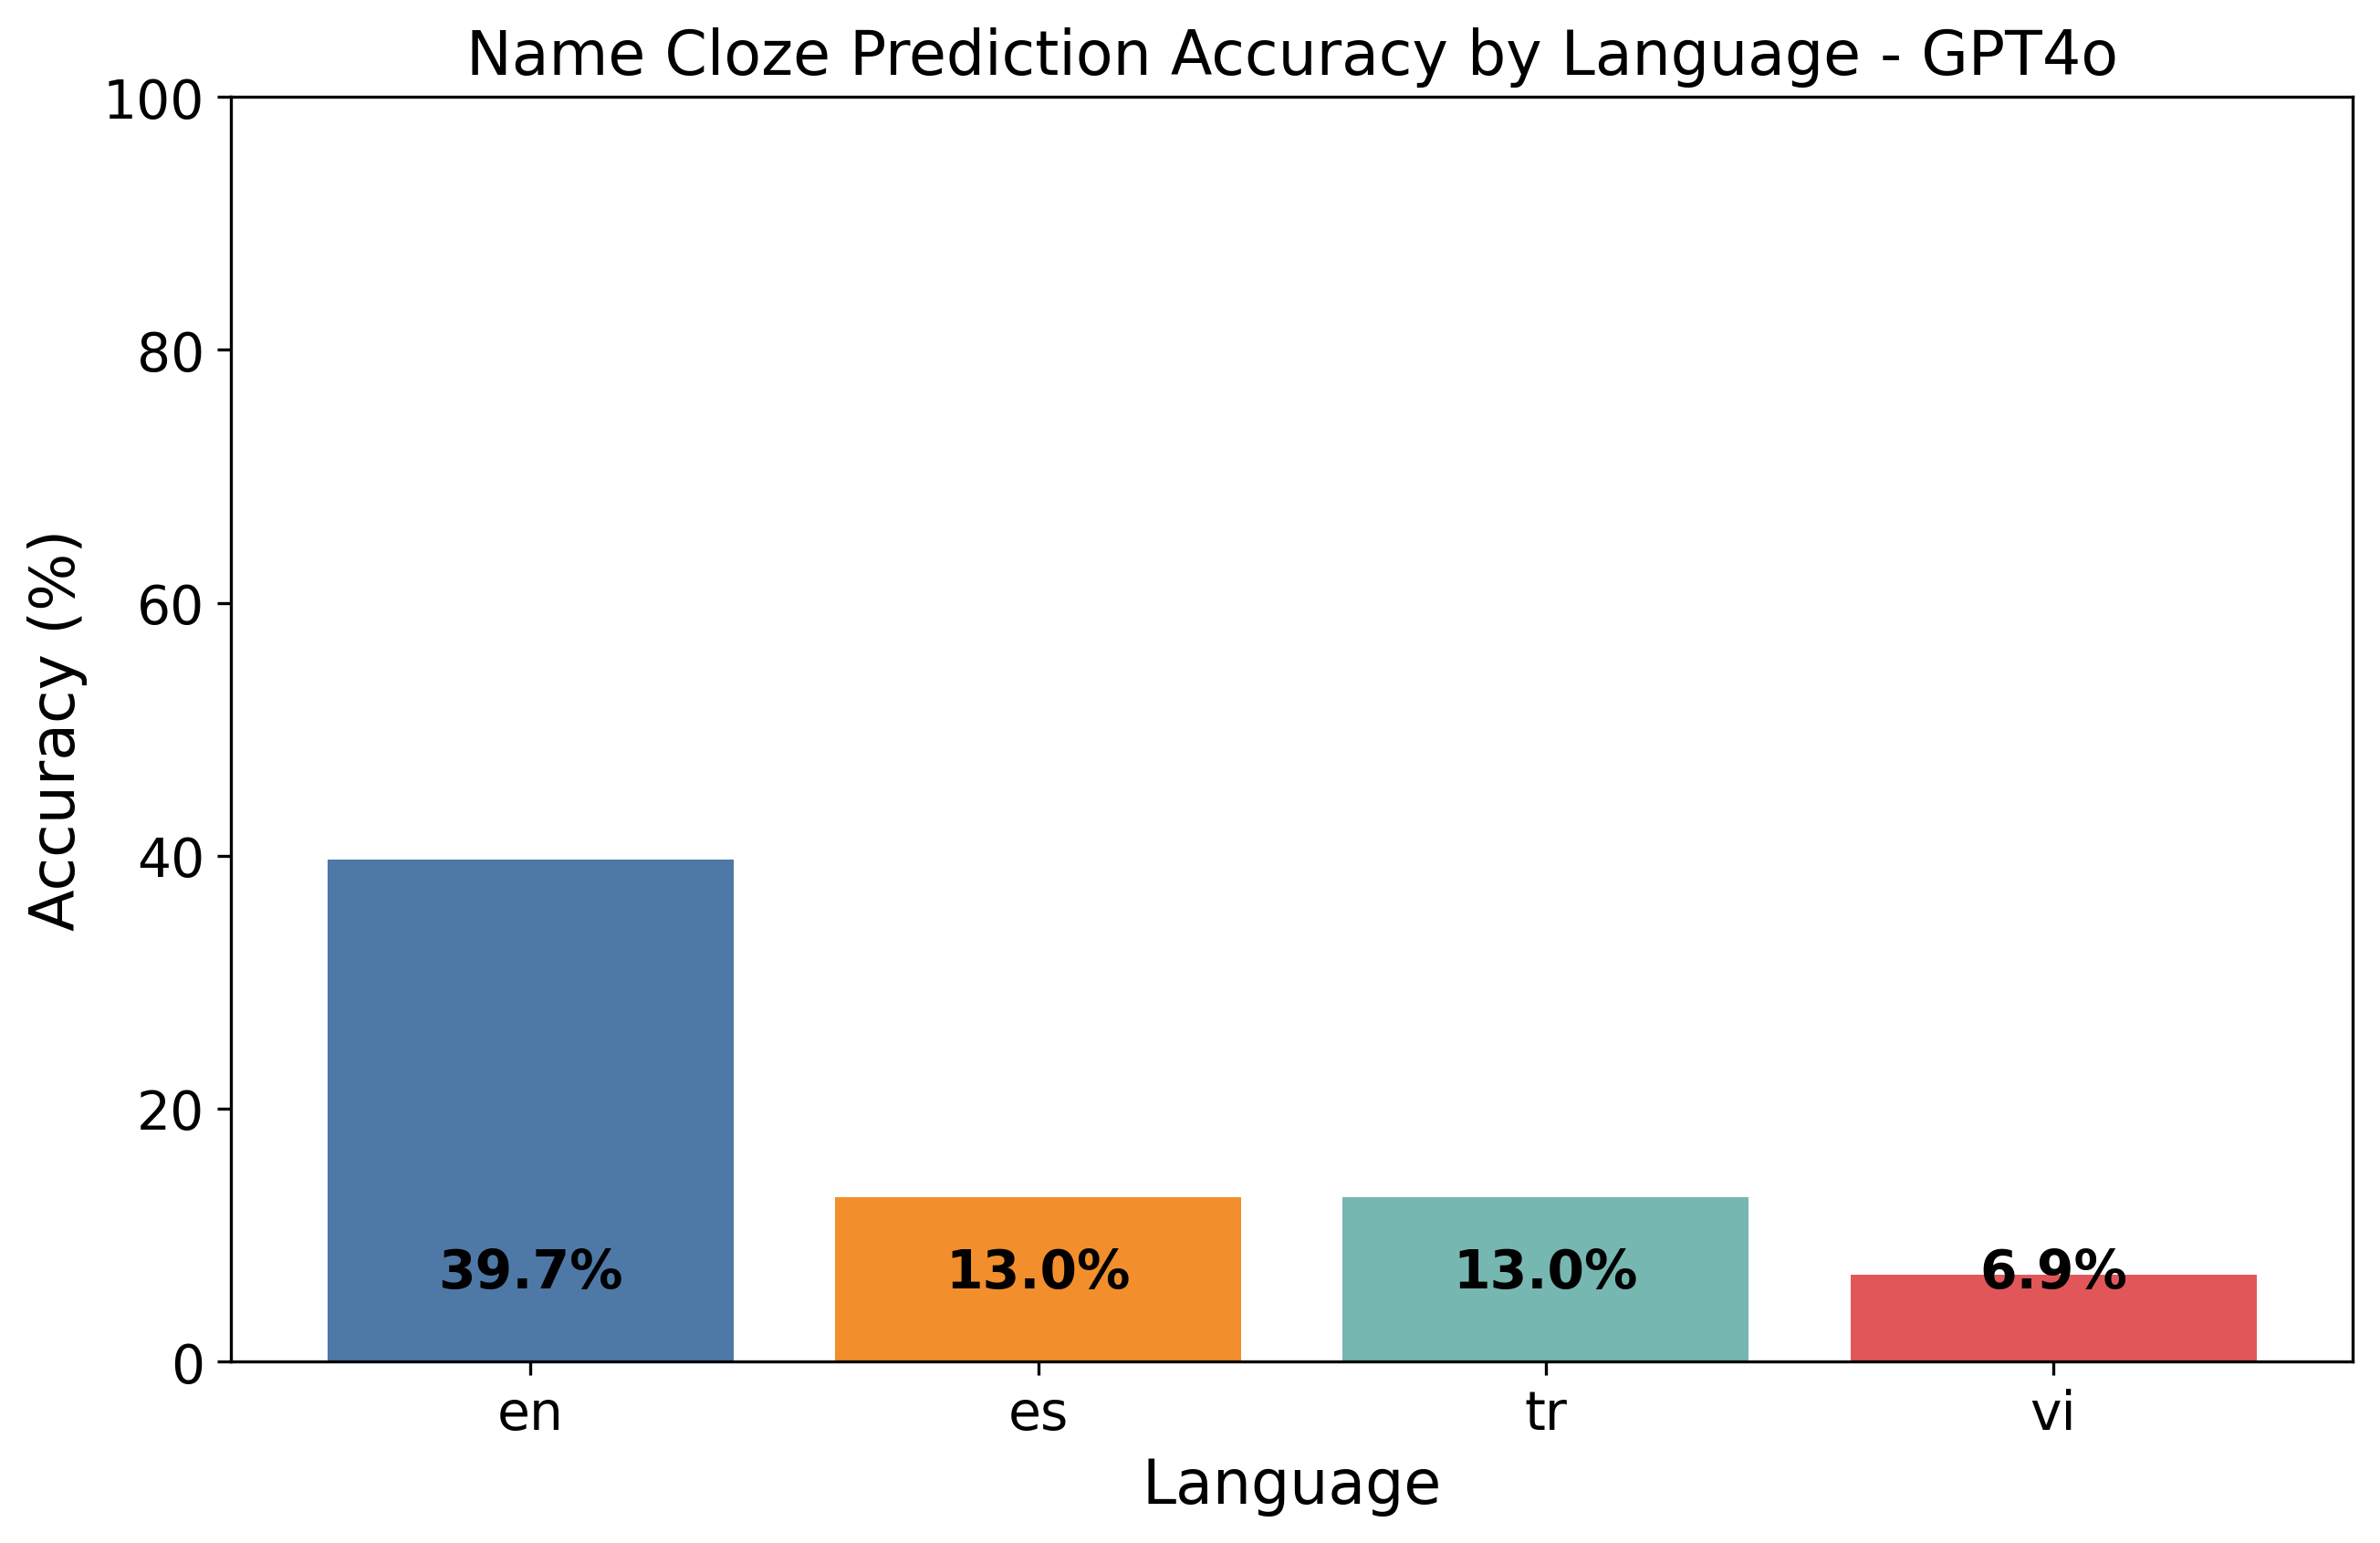 Name Cloze Prediction Accuracy by Language - GPT4o
100
80
60
40
20
0
Accuracy (%)
39.7%
13.0%
13.0%
6.9%
en
es
tr
vi
Language